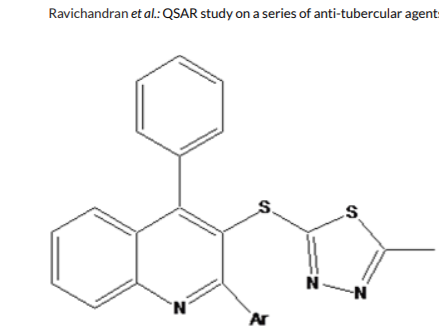 Ravichandran et al.: QSAR study on a series of anti-tubercular agent
S
S
N
N
N
Ar